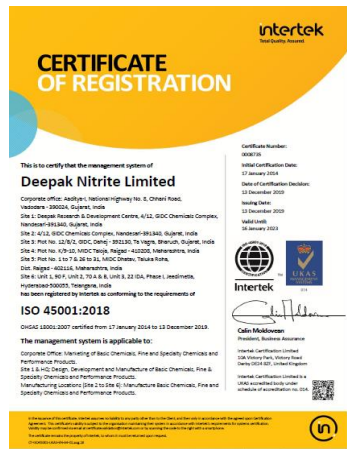 intertek
Total Quality. Assured.
CERTIFICATE
OF REGISTRATION
This is to certify that the management system of
Deepak Nitrite Limited
Corporate office: Aaditya-I, National Highway No. 8, Chhani Road,
Vadodara - 390024, Gujarat, India
Site 1: Deepak Research & Development Centre, 4/12, GIDC Chemicals Complex,
Nandesari-391340, Gujarat, India
Site 2: 4/12, GIDC Chemicals Complex, Nandesari-391340, Gujarat, India
Site 3: Plot No. 12/B/2, GIDC, Dahej - 392130, Ta Vagra, Bharuch, Gujarat, India
Site 4: Plot No. K/9-10, MIDC Taloja, Raigad - 410208, Maharashtra, India
Site 5: Plot No. 1 to 7 & 26 to 31, MIDC Dhatav, Taluka Roha,
Dist. Raigad - 402116, Maharashtra, India
Site 6: Unit 1, 90 F, Unit 2, 70 A & B, Unit 3, 22 IDA, Phase I, Jeedimetla,
Hyderabad-500055, Telangana, India
has been registered by Intertek as conforming to the requirements of
ISO 45001:2018
OHSAS 18001:2007 certified from 17 January 2014 to 13 December 2019.
The management system is applicable to:
Corporate Office: Marketing of Basic Chemicals, Fine and Specialty Chemicals and
Performance Products.
Site 1 & HQ: Design, Development and Manufacture of Basic Chemicals, Fine &
Specialty Chemicals and Performance Products.
Manufacturing Locations (Site 2 to Site 6): Manufacture Basic Chemicals, Fine and
Specialty Chemicals and Performance Products.
Certificate Number:
0008735
Initial Certification Date:
17 January 2014
Date of Certification Decision:
13 December 2019
Issuing Date:
13 December 2019
Valid Until:
16 January 2023
Intertek
UKAS
MANAGEMENT
SYSTEMS
014
Calin Moldovean
President, Business Assurance
Intertek Certification Limited
10A Victory Park, Victory Road
Derby DE24 8ZF, United Kingdom
Intertek Certification Limited is a
UKAS accredited body under
schedule of accreditation no. 014.
in